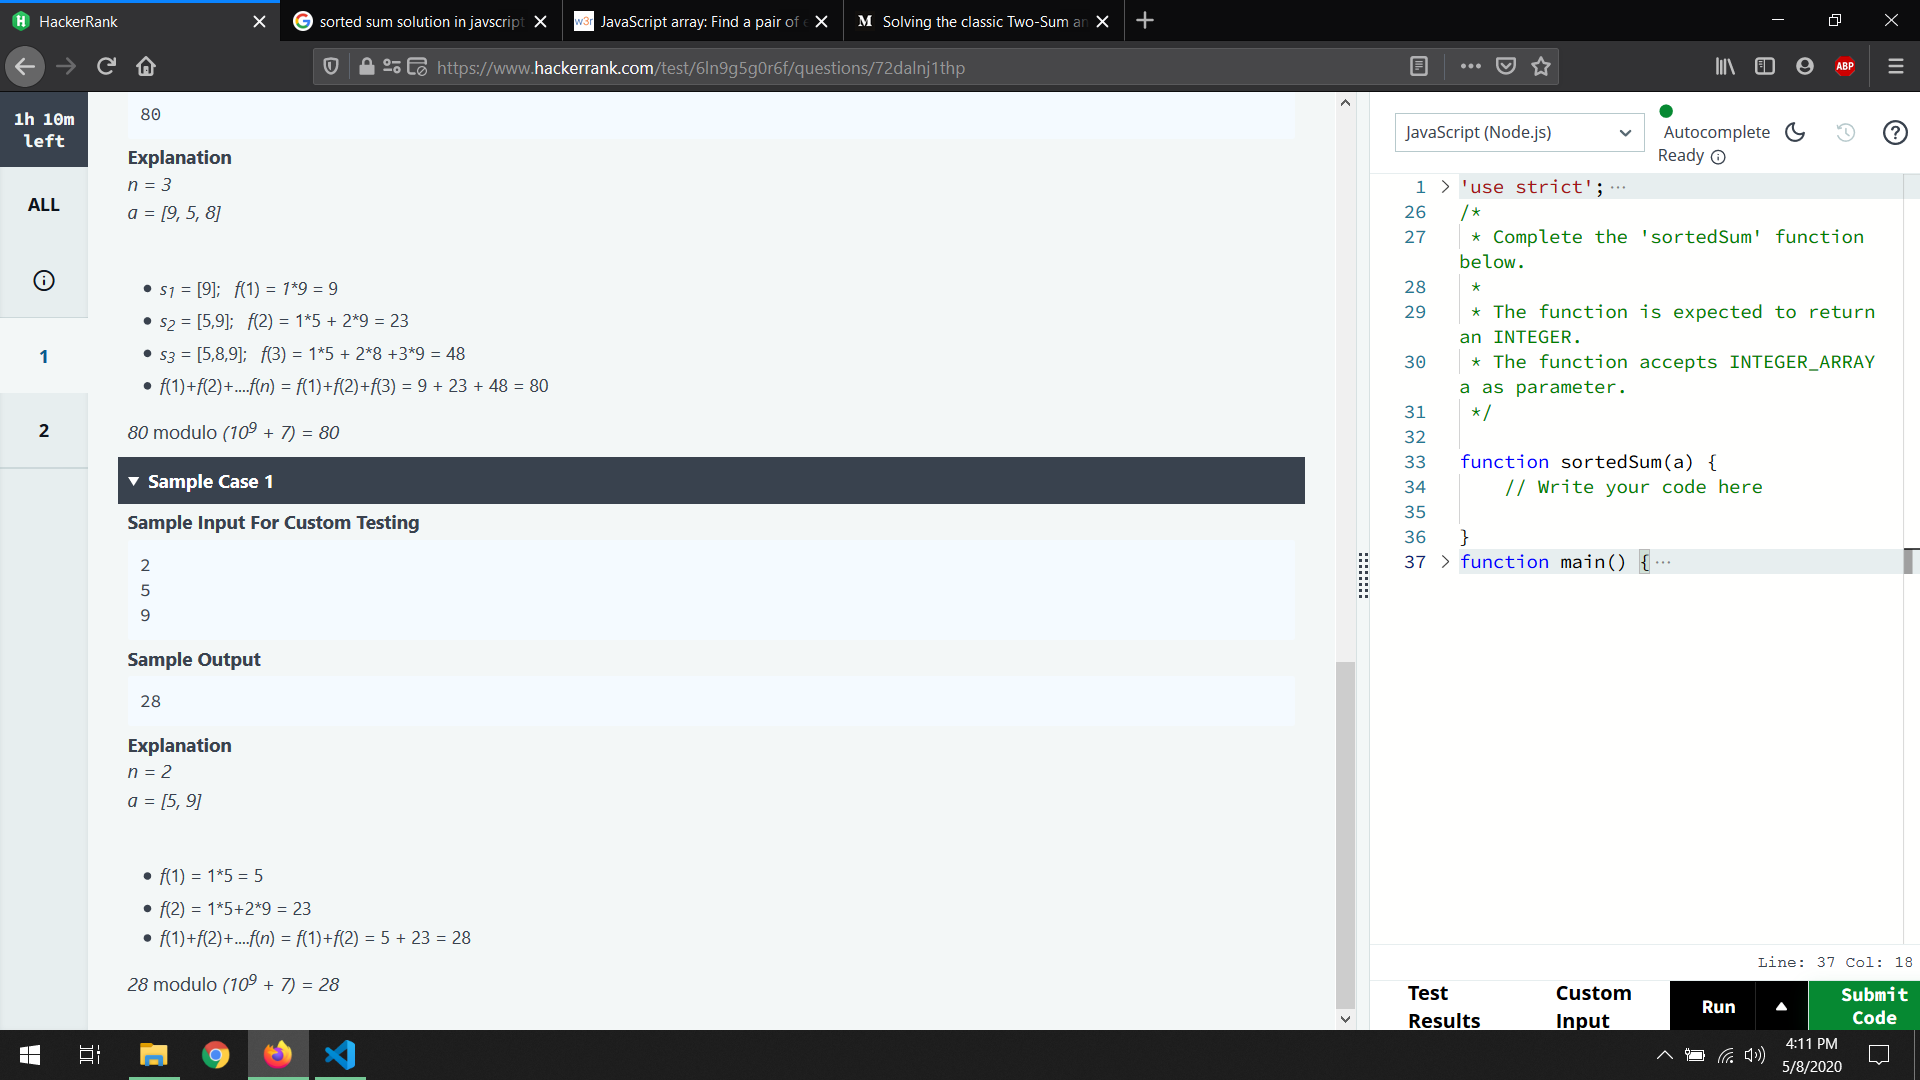 HackerRank
sorted sum solution in javscript
w3r JavaScript array: Find a pair of e
M Solving the classic Two-Sum an
https://www.hackerrank.com/test/6ln9g5g0r6f/questions/72dalnj1thp
ABP
1h 10m
left
ALL
1
2
80
Explanation
n = 3
a = [9, 5, 8]
• s1 = [9]; f(1) = 1*9 = 9
• s2 = [5,9]; f(2) = 1*5 + 2*9 = 23
• s3 = [5,8,9]; f(3) = 1*5 + 2*8 +3*9 = 48
• f(1)+f(2)+....f(n) = f(1)+f(2)+f(3) = 9 + 23 + 48 = 80
80 modulo (10^9 + 7) = 80
▼ Sample Case 1
Sample Input For Custom Testing
2
5
9
Sample Output
28
Explanation
n = 2
a = [5, 9]
• f(1) = 1*5 = 5
• f(2) = 1*5+2*9 = 23
• f(1)+f(2)+....f(n) = f(1)+f(2) = 5 + 23 = 28
28 modulo (10^9 + 7) = 28
JavaScript (Node.js)
Autocomplete
Ready
1 > 'use strict'; ···
26 /*
27 * Complete the 'sortedSum' function
below.
28 *
29 * The function is expected to return
an INTEGER.
30 * The function accepts INTEGER_ARRAY
a as parameter.
31 */
32
33 function sortedSum(a) {
34 // Write your code here
35
36 }
37 > function main() { ···
Line: 37 Col: 18
Test
Results
Custom
Input
Run
Submit
Code
4:11 PM
5/8/2020